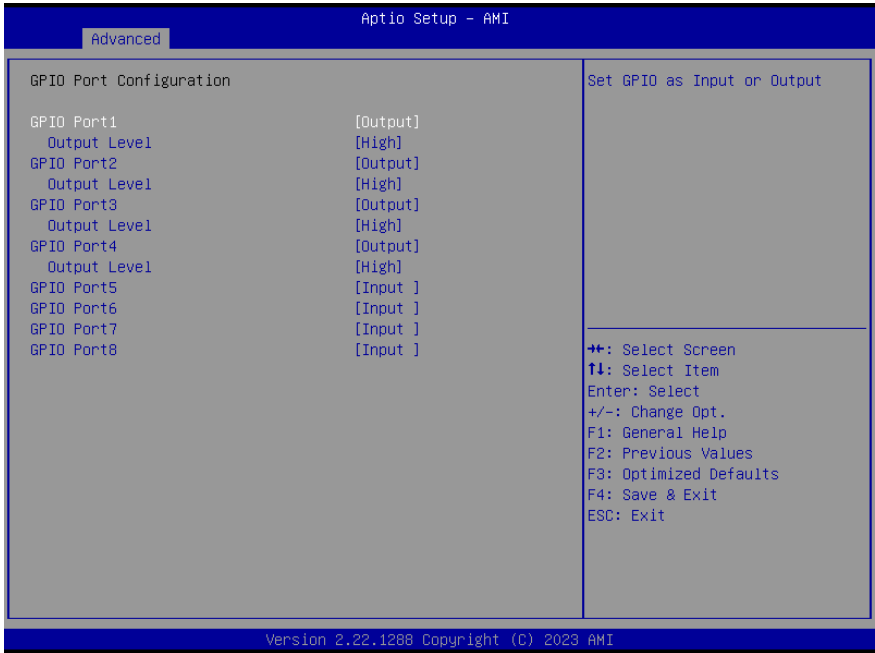 Aptio Setup – AMI
Advanced
GPIO Port Configuration
GPIO Port1 [Output]
Output Level [High]
GPIO Port2 [Output]
Output Level [High]
GPIO Port3 [Output]
Output Level [High]
GPIO Port4 [Output]
Output Level [High]
GPIO Port5 [Input ]
GPIO Port6 [Input ]
GPIO Port7 [Input ]
GPIO Port8 [Input ]
Set GPIO as Input or Output
→←: Select Screen
↑↓: Select Item
Enter: Select
+/-: Change Opt.
F1: General Help
F2: Previous Values
F3: Optimized Defaults
F4: Save & Exit
ESC: Exit
Version 2.22.1288 Copyright (C) 2023 AMI